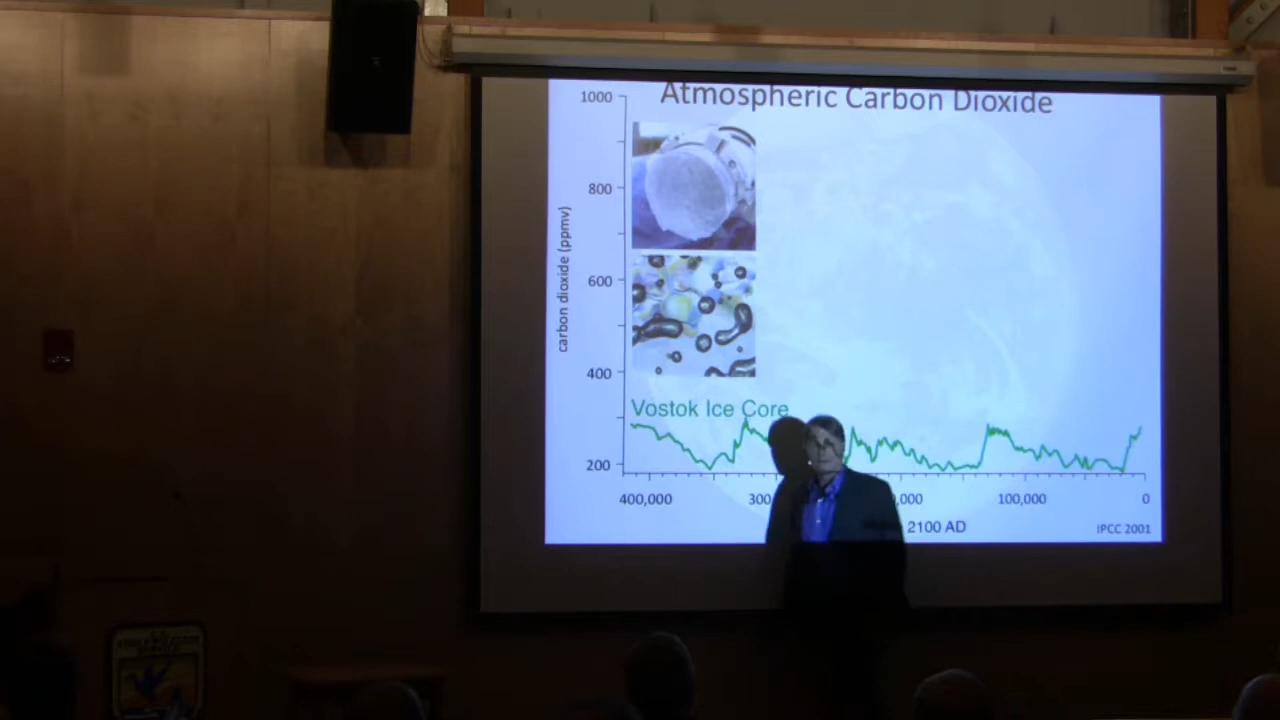 Atmospheric Carbon Dioxide
1000
800
600
400
200
carbon dioxide (ppmv)
Vostok Ice Core
400,000
300
,000
100,000
0
2100 AD
IPCC 2001